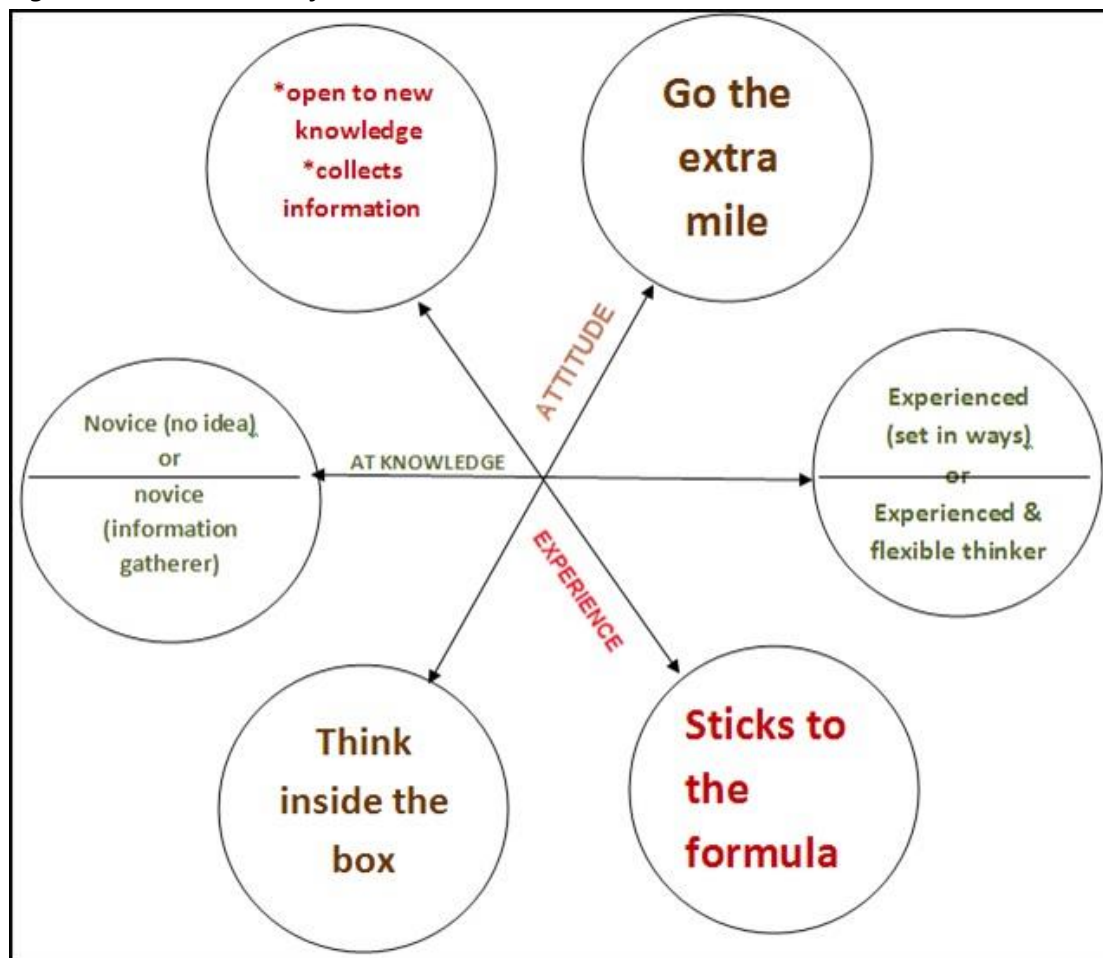 *open to new
knowledge
*collects
information
Go the
extra
mile
ATTITUDE
Novice (no idea)
or
novice
(information
gatherer)
AT KNOWLEDGE
Experienced
(set in ways)
or
Experienced &
flexible thinker
EXPERIENCE
Think
inside the
box
Sticks to
the
formula